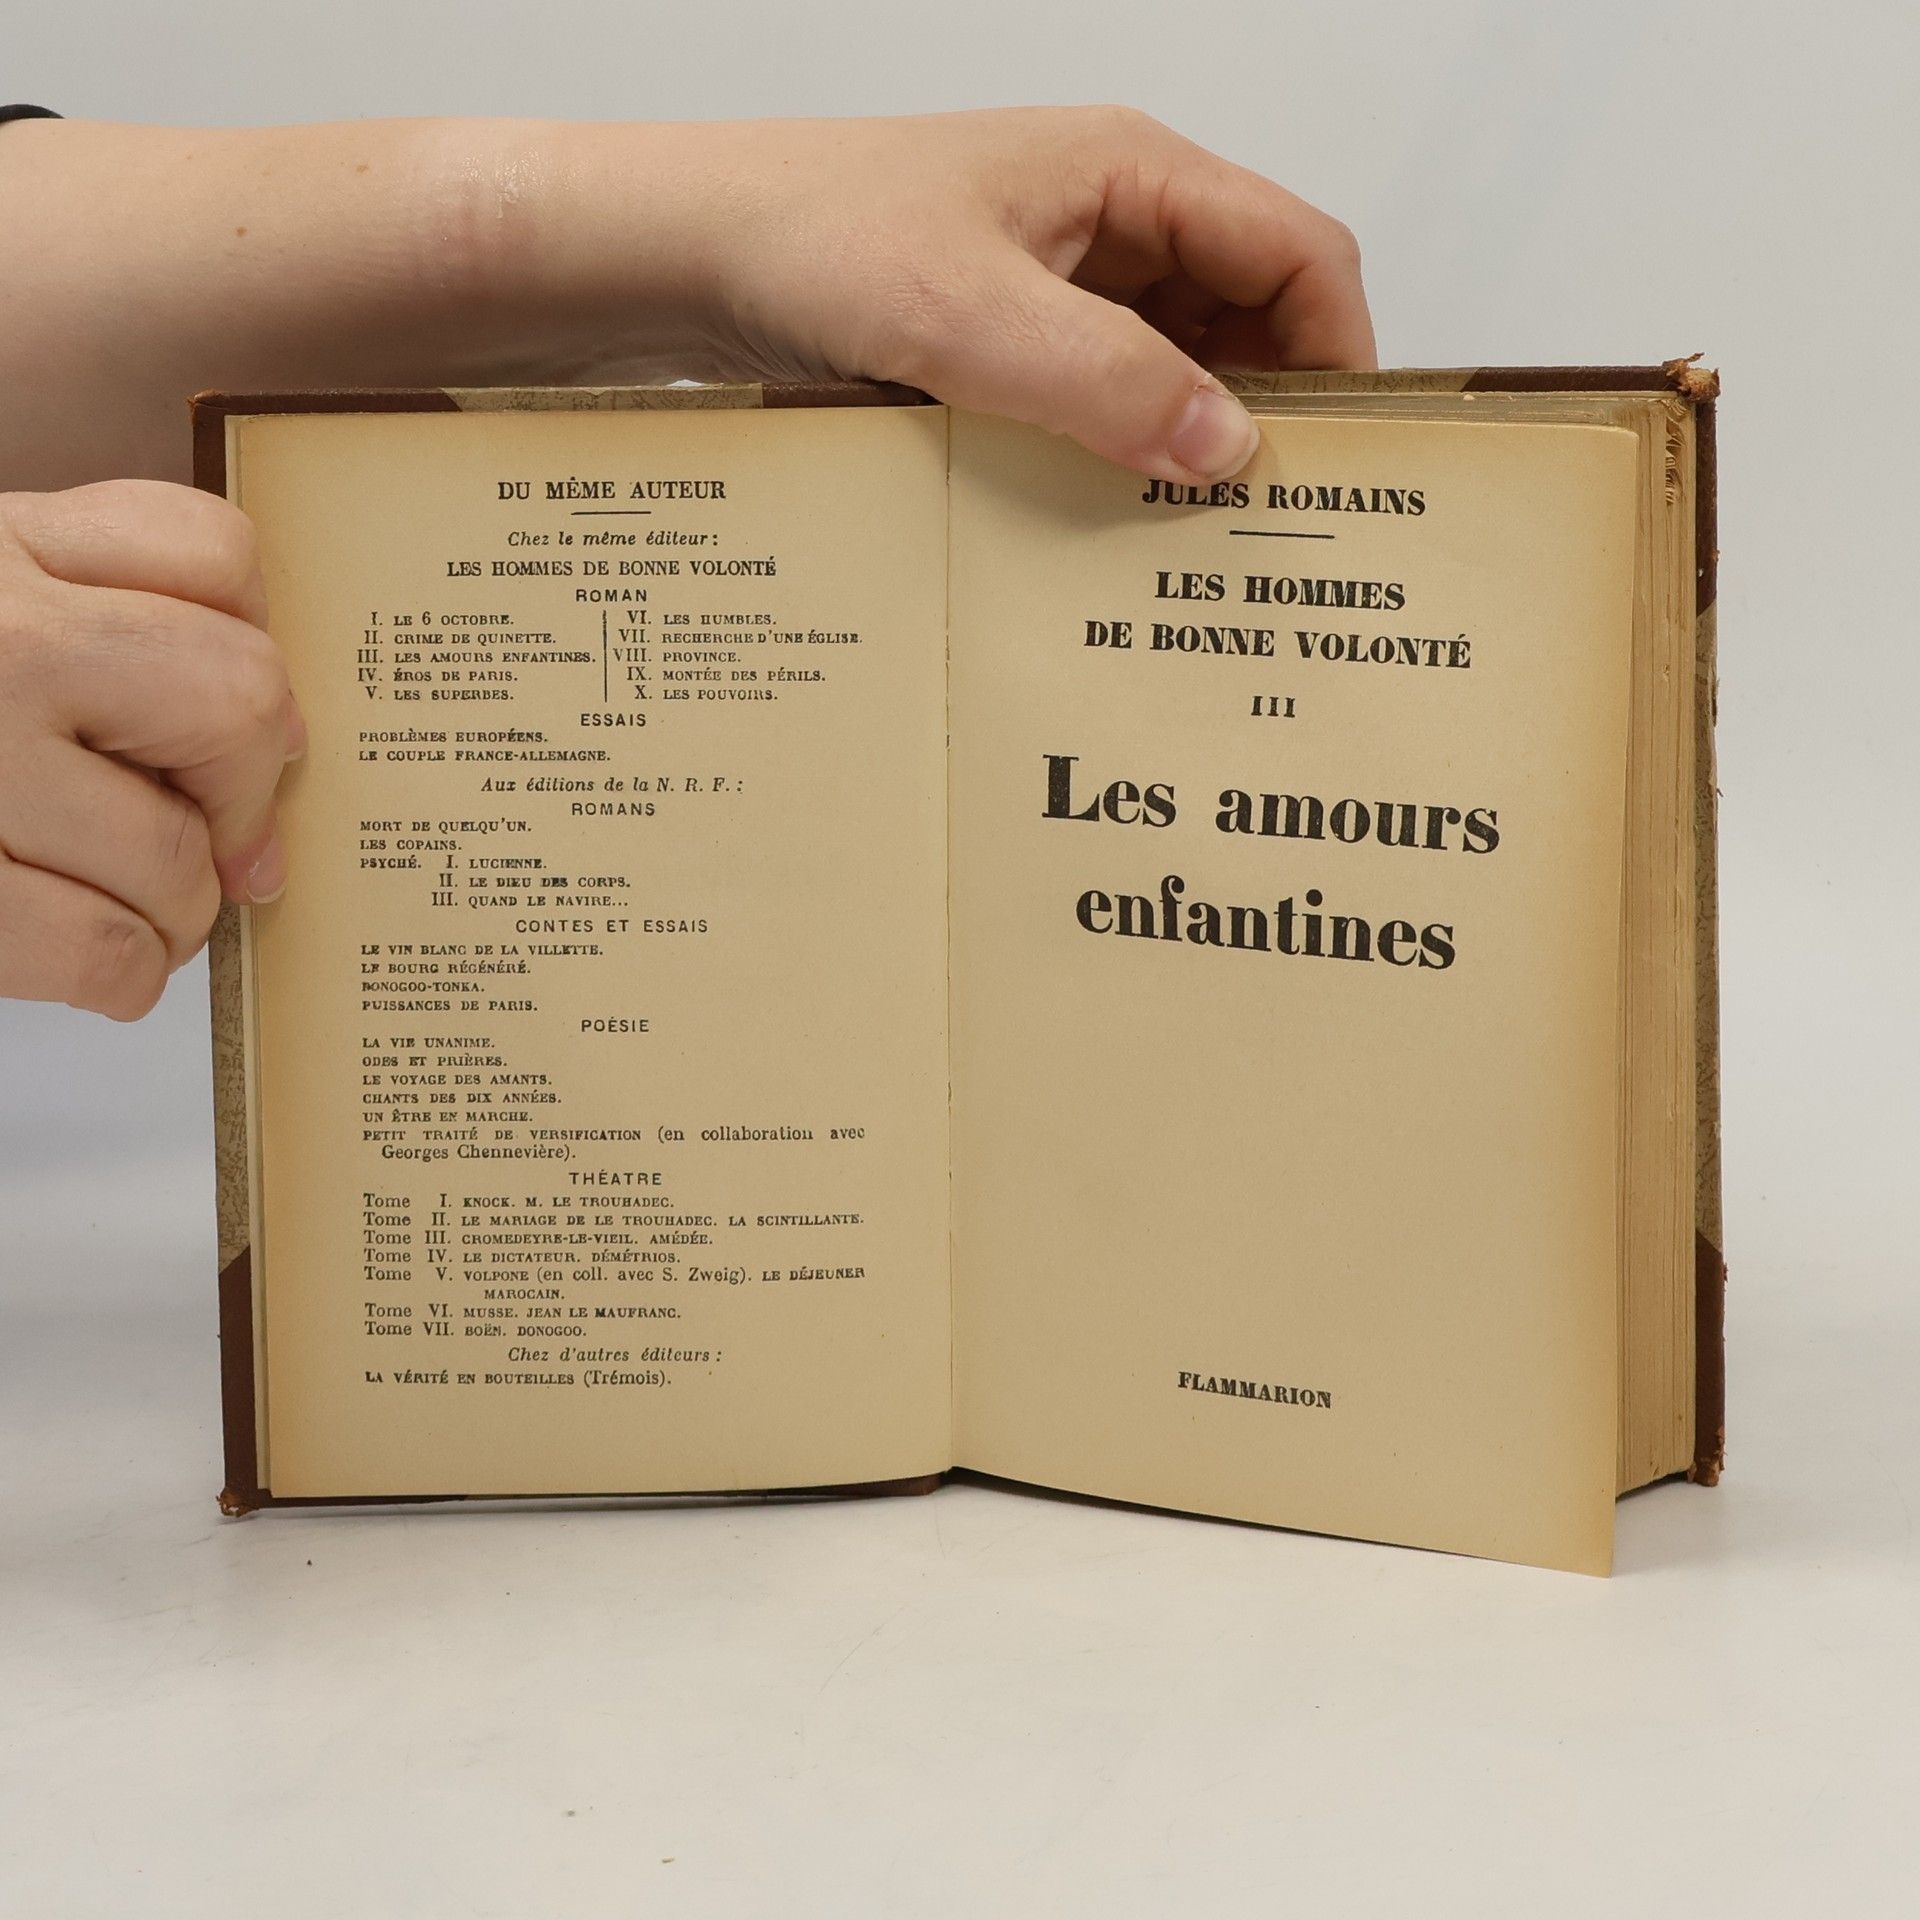 DU MÊME AUTEUR
Chez le même éditeur :
LES HOMMES DE BONNE VOLONTÉ
ROMAN
I. LE 6 OCTOBRE.
II. CRIME DE QUINETTE.
III. LES AMOURS ENFANTINES.
IV. ÉROS DE PARIS.
V. LES SUPERBES.
VI. LES HUMBLES.
VII. RECHERCHE D'UNE ÉGLISE.
VIII. PROVINCE.
IX. MONTÉE DES PÉRILS.
X. LES POUVOIRS.
ESSAIS
PROBLÈMES EUROPÉENS.
LE COUPLE FRANCE-ALLEMAGNE.
Aux éditions de la N. R. F. :
ROMANS
MORT DE QUELQU'UN.
LES COPAINS.
PSYCHÉ. I. LUCIENNE.
II. LE DIEU DES CORPS.
III. QUAND LE NAVIRE...
CONTES ET ESSAIS
LE VIN BLANC DE LA VILLETTE.
LE BOURG RÉGÉNÉRÉ.
DONOGOO-TONKA.
PUISSANCES DE PARIS.
POÉSIE
LA VIE UNANIME.
ODES ET PRIÈRES.
LE VOYAGE DES AMANTS.
CHANTS DES DIX ANNÉES.
UN ÊTRE EN MARCHE.
PETIT TRAITÉ DE VERSIFICATION (en collaboration avec
Georges Chennevière).
THÉATRE
Tome I. KNOCK. M. LE TROUHADEC.
Tome II. LE MARIAGE DE LE TROUHADEC. LA SCINTILLANTE.
Tome III. CROMEDEYRE-LE-VIEIL. AMÉDÉE.
Tome IV. LE DICTATEUR. DÉMÉTRIOS.
Tome V. VOLPONE (en coll. avec S. Zweig). LE DÉJEUNER
MAROCAIN.
Tome VI. MUSSE. JEAN LE MAUFRANC.
Tome VII. BOËN. DONOGOO.
Chez d'autres éditeurs :
LA VÉRITÉ EN BOUTEILLES (Trémois).
JULES ROMAINS
LES HOMMES
DE BONNE VOLONTÉ
III
Les amours
enfantines
FLAMMARION